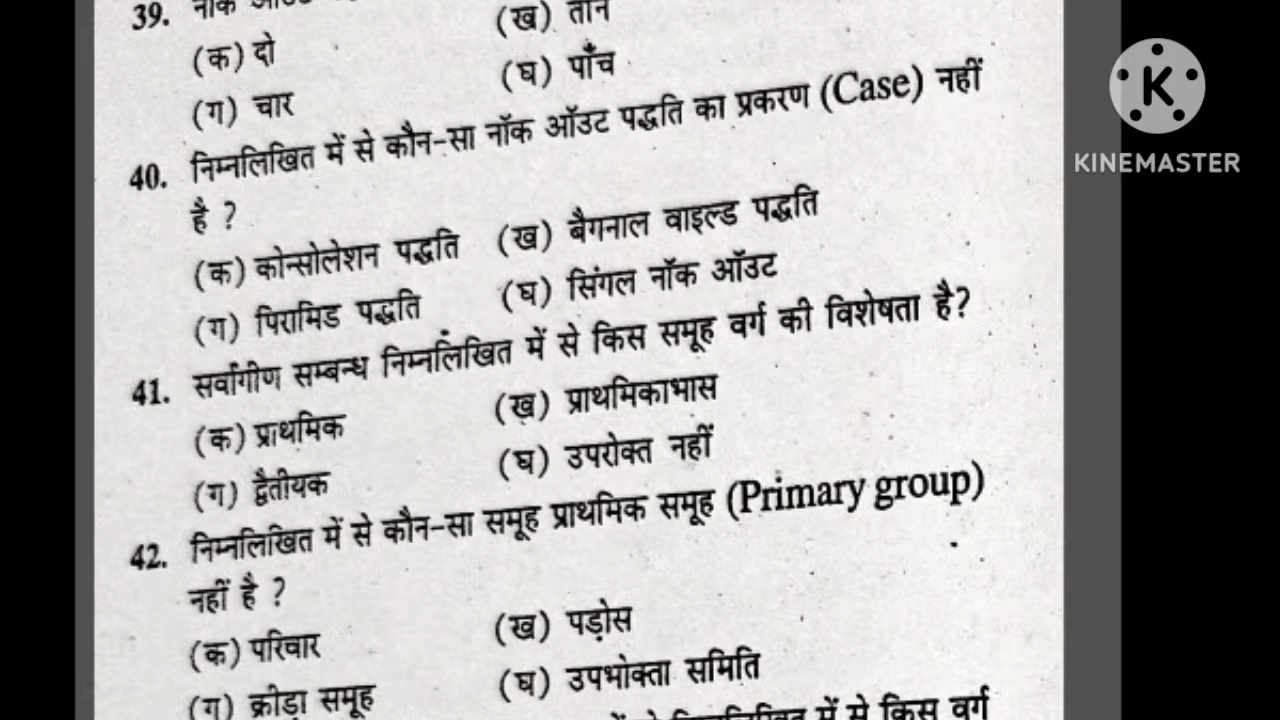 39. नॉक
(ख) तीन
(क) दो
(घ) पाँच
(ग) चार
40. निम्नलिखित में से कौन-सा नॉक ऑउट पद्धति का प्रकरण (Case) नहीं
है ?
(क) कोन्सोलेशन पद्धति (ख) बैगनाल वाइल्ड पद्धति
(ग) पिरामिड पद्धति (घ) सिंगल नॉक ऑउट
41. सर्वांगीण सम्बन्ध निम्नलिंखित में से किस समूह वर्ग की विशेषता है?
(क) प्राथमिक (ख) प्राथमिकाभास
(ग) द्वैतीयक (घ) उपरोक्त नहीं
42. निम्नलिखित में से कौन-सा समूह प्राथमिक समूह (Primary group)
नहीं है ?
(क) परिवार (ख) पड़ोस
(ग) क्रीड़ा समूह (घ) उपभोक्ता समिति
में से किस वर्ग
K
KINEMASTER